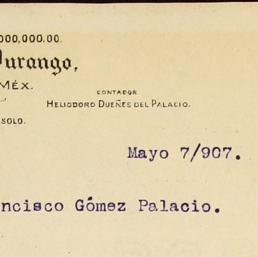 000,000.00.
Durango,
MÉX.
CONTADOR
HELIODORO DUEÑES DEL PALACIO.
SOLO.
Mayo 7/907.
ncisco Gómez Palacio.